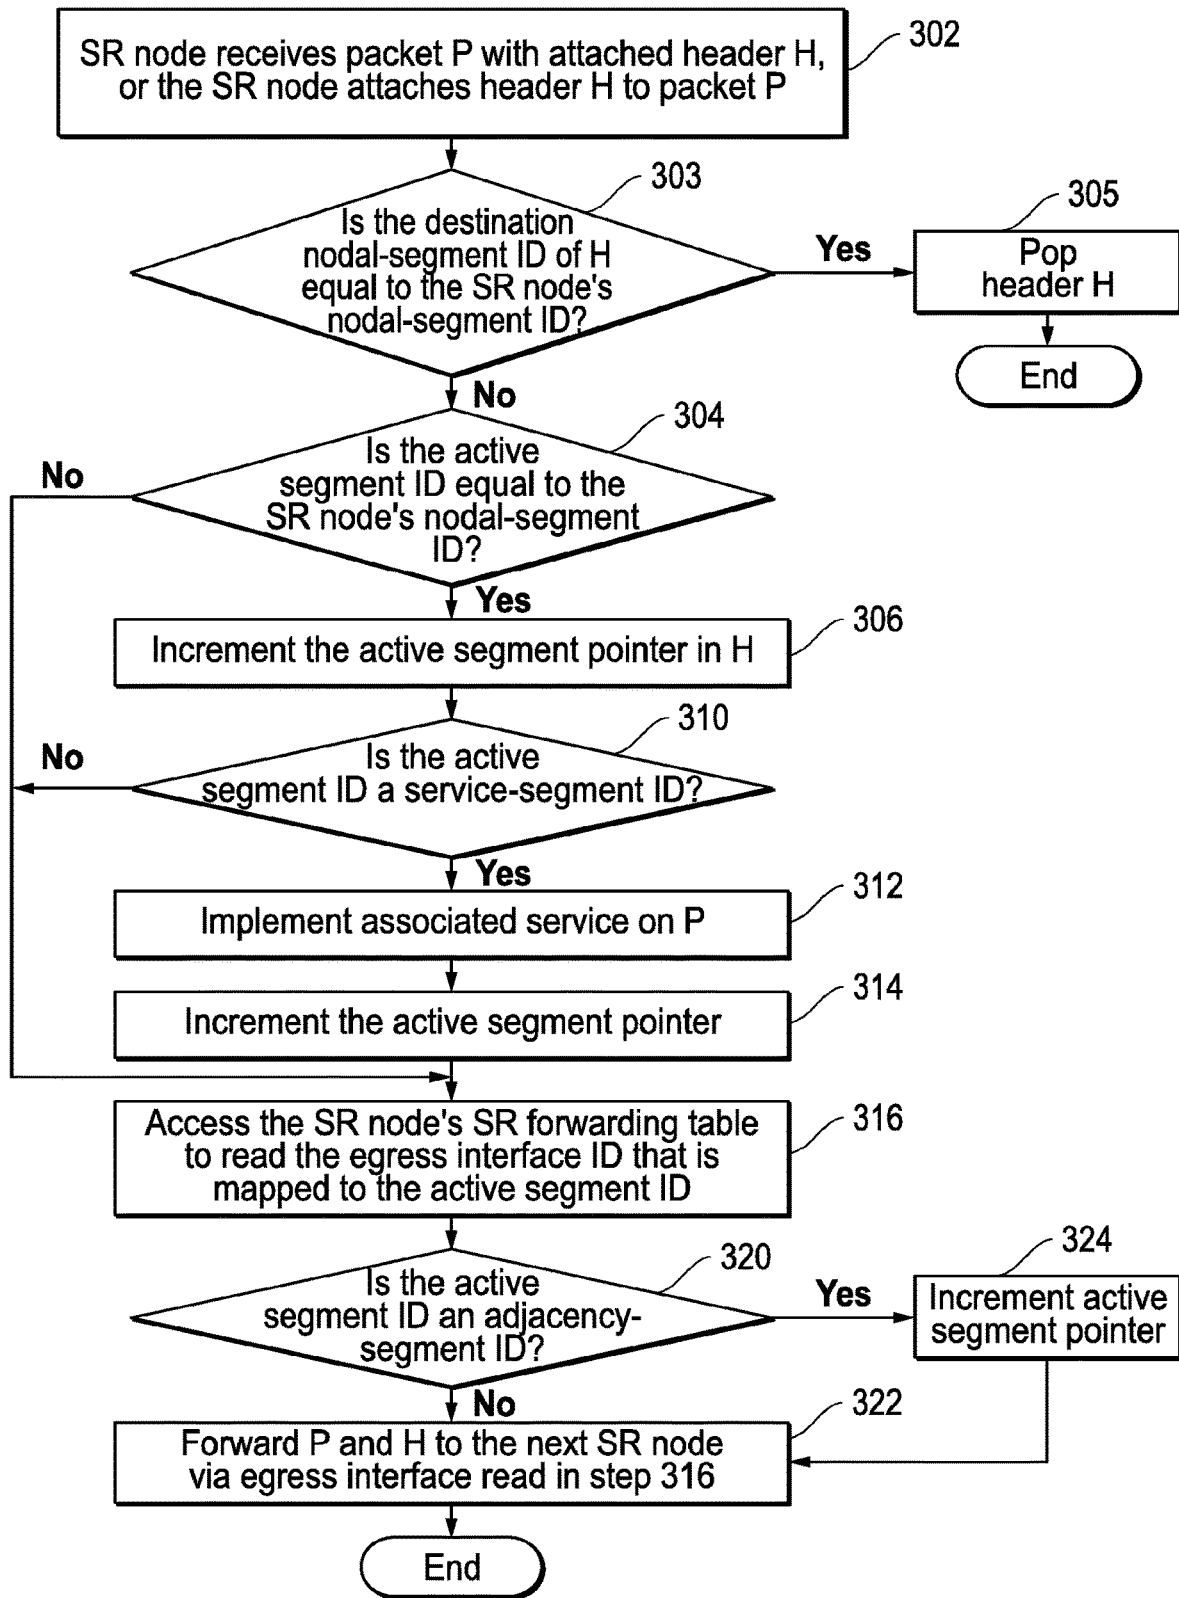 302
SR node receives packet P with attached header H,
or the SR node attaches header H to packet P
303
Is the destination
nodal-segment ID of H
equal to the SR node's
nodal-segment ID?
Yes
305
Pop
header H
End
No
304
Is the active
segment ID equal to the
SR node's nodal-segment
ID?
No
Yes
306
Increment the active segment pointer in H
310
Is the active
segment ID a service-segment ID?
No
Yes
312
Implement associated service on P
314
Increment the active segment pointer
316
Access the SR node's SR forwarding table
to read the egress interface ID that is
mapped to the active segment ID
320
Is the active
segment ID an adjacency-
segment ID?
Yes
324
Increment active
segment pointer
No
322
Forward P and H to the next SR node
via egress interface read in step 316
End